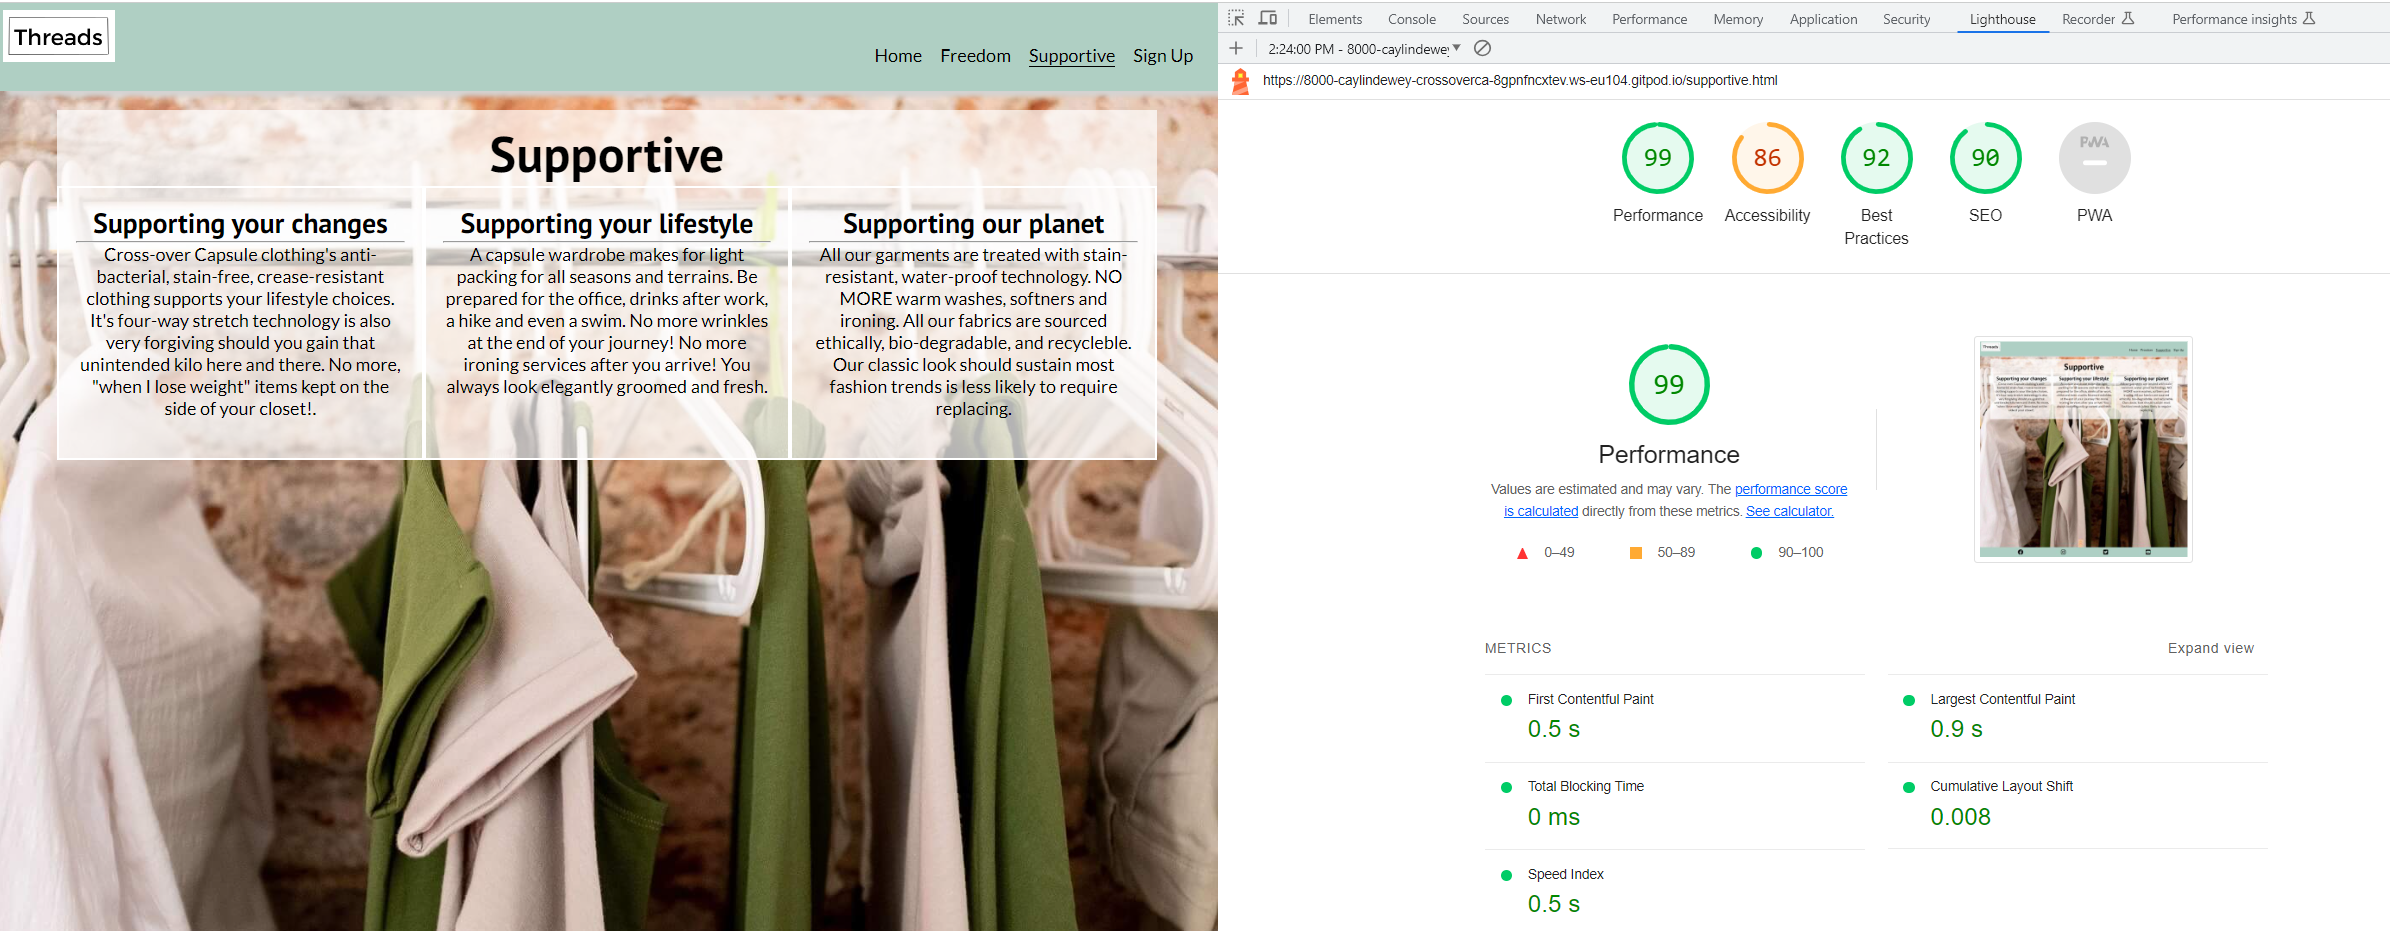 Threads
Home Freedom Supportive Sign Up
Supportive
Supporting your changes
Cross-over Capsule clothing's anti-
bacterial, stain-free, crease-resistant
clothing supports your lifestyle choices.
It's four-way stretch technology is also
very forgiving should you gain that
unintended kilo here and there. No more,
"when I lose weight" items kept on the
side of your closet!.
Supporting your lifestyle
A capsule wardrobe makes for light
packing for all seasons and terrains. Be
prepared for the office, drinks after work,
a hike and even a swim. No more wrinkles
at the end of your journey! No more
ironing services after you arrive! You
always look elegantly groomed and fresh.
Supporting our planet
All our garments are treated with stain-
resistant, water-proof technology. NO
MORE warm washes, softners and
ironing. All our fabrics are sourced
ethically, bio-degradable, and recycleble.
Our classic look should sustain most
fashion trends is less likely to require
replacing.
Elements Console Sources Network Performance Memory Application Security Lighthouse Recorder Performance insights
2:24:00 PM - 8000-caylindewey
https://8000-caylindewey-crossoverca-8gpnfncxtev.ws-eu104.gitpod.io/supportive.html
99 86 92 90 PWA
Performance Accessibility Best Practices SEO PWA
99
Performance
Values are estimated and may vary. The performance score
is calculated directly from these metrics. See calculator.
0–49 50–89 90–100
Threads
Supportive
Supporting your changes Supporting your lifestyle Supporting our planet
METRICS Expand view
First Contentful Paint
0.5 s
Largest Contentful Paint
0.9 s
Total Blocking Time
0 ms
Cumulative Layout Shift
0.008
Speed Index
0.5 s